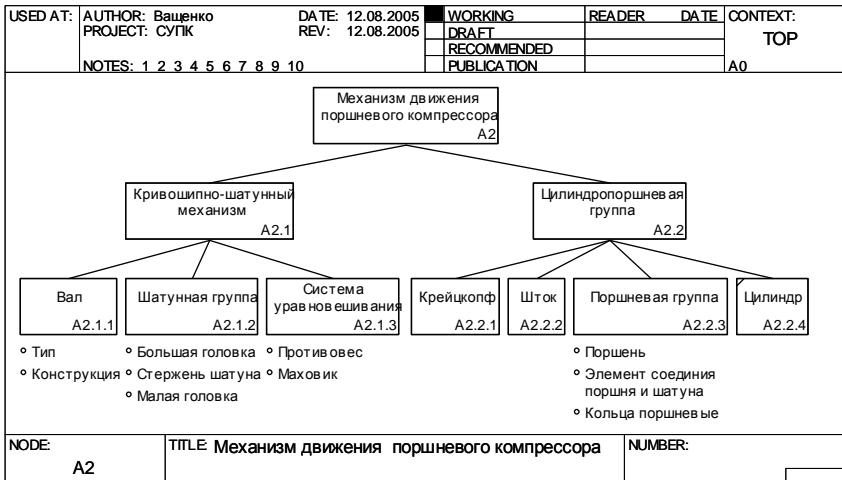 USED AT: AUTHOR: Ващенко DATE: 12.08.2005 WORKING READER DATE CONTEXT:
PROJECT: СУПК REV: 12.08.2005 DRAFT TOP
RECOMMENDED
NOTES: 1 2 3 4 5 6 7 8 9 10 PUBLICATION A0
Механизм движения
поршневого компрессора
A2
Кривошипно-шатунный
механизм
A2.1
Цилиндропоршневая
группа
A2.2
Вал
A2.1.1
Шатунная группа
A2.1.2
Система
уравновешивания
A2.1.3
Крейцкопф
A2.2.1
Шток
A2.2.2
Поршневая группа
A2.2.3
Цилиндр
A2.2.4
Тип
Конструкция
Большая головка
Стержень шатуна
Малая головка
Противовес
Маховик
Поршень
Элемент соединия
поршня и шатуна
Кольца поршневые
NODE: TITLE: Механизм движения поршневого компрессора NUMBER:
A2